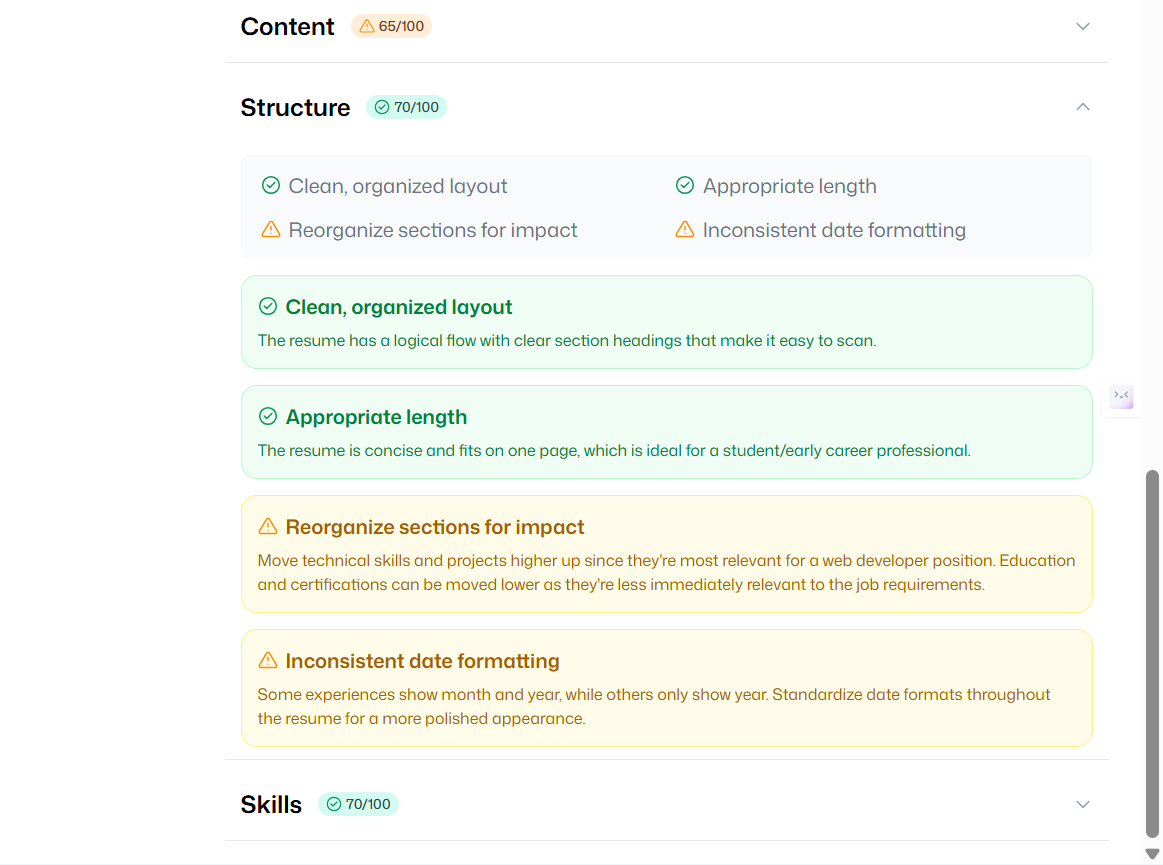 Content 65/100
Structure 70/100
Clean, organized layout
Appropriate length
Reorganize sections for impact
Inconsistent date formatting
Clean, organized layout
The resume has a logical flow with clear section headings that make it easy to scan.
Appropriate length
The resume is concise and fits on one page, which is ideal for a student/early career professional.
Reorganize sections for impact
Move technical skills and projects higher up since they're most relevant for a web developer position. Education
and certifications can be moved lower as they're less immediately relevant to the job requirements.
Inconsistent date formatting
Some experiences show month and year, while others only show year. Standardize date formats throughout
the resume for a more polished appearance.
Skills 70/100